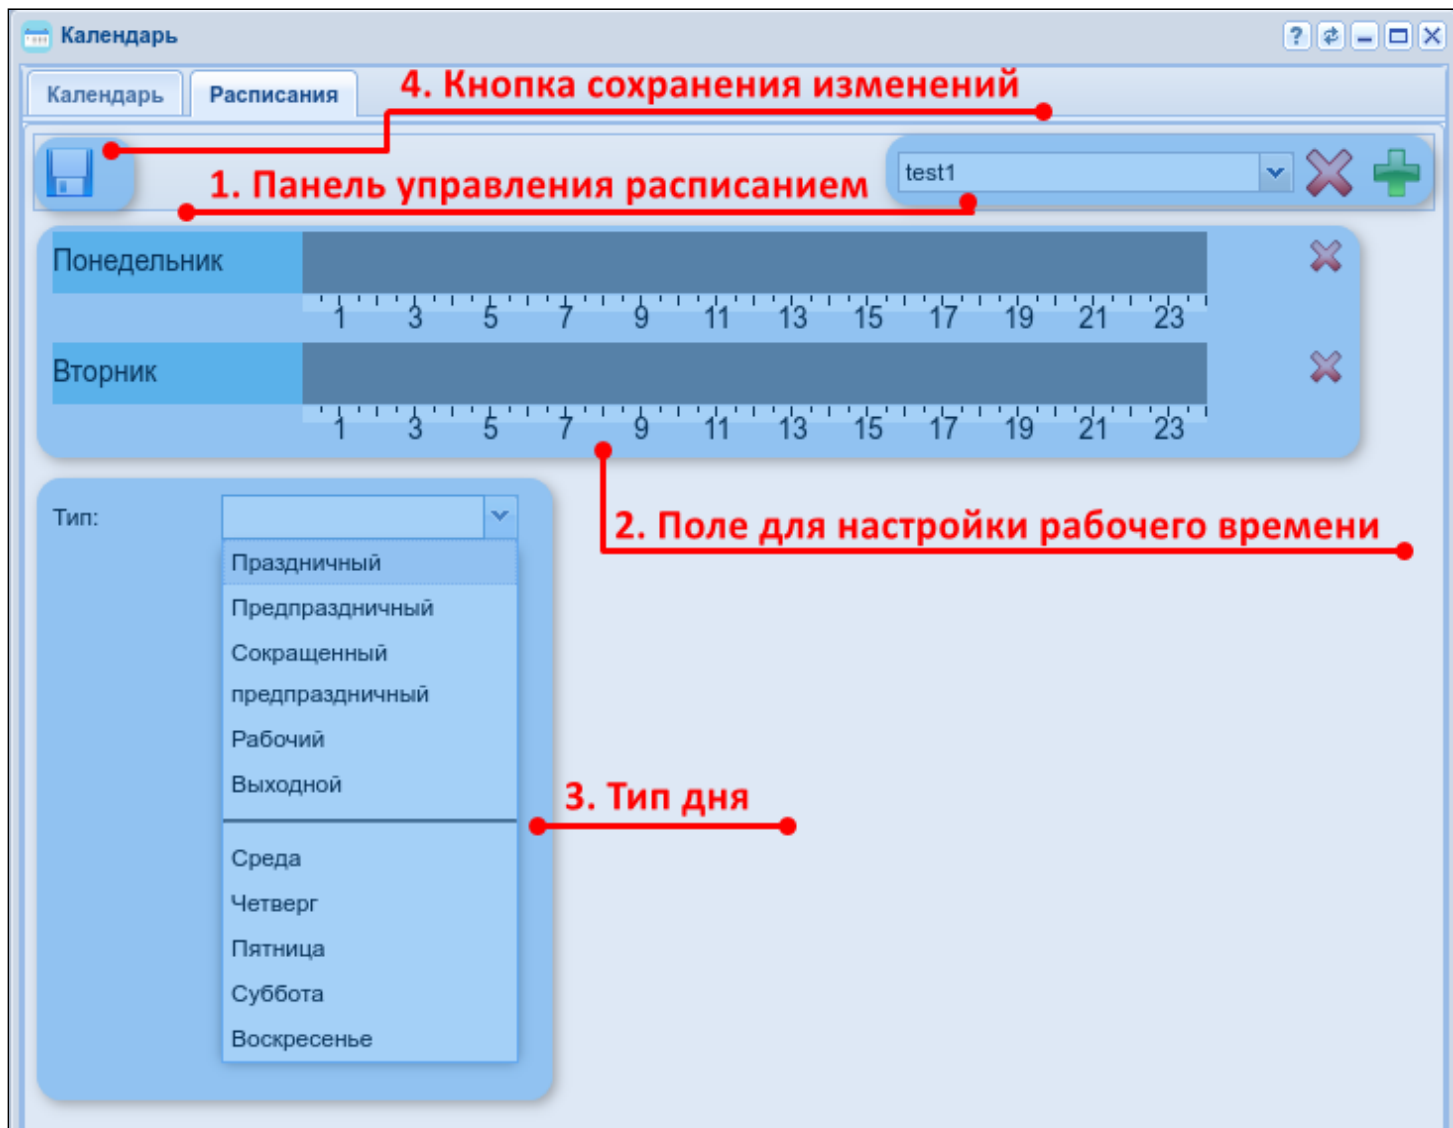 Календарь
Календарь Расписания
4. Кнопка сохранения изменений
1. Панель управления расписанием
test1
Понедельник
1 3 5 7 9 11 13 15 17 19 21 23
Вторник
1 3 5 7 9 11 13 15 17 19 21 23
2. Поле для настройки рабочего времени
Тип:
Праздничный
Предпраздничный
Сокращенный
предпраздничный
Рабочий
Выходной
3. Тип дня
Среда
Четверг
Пятница
Суббота
Воскресенье